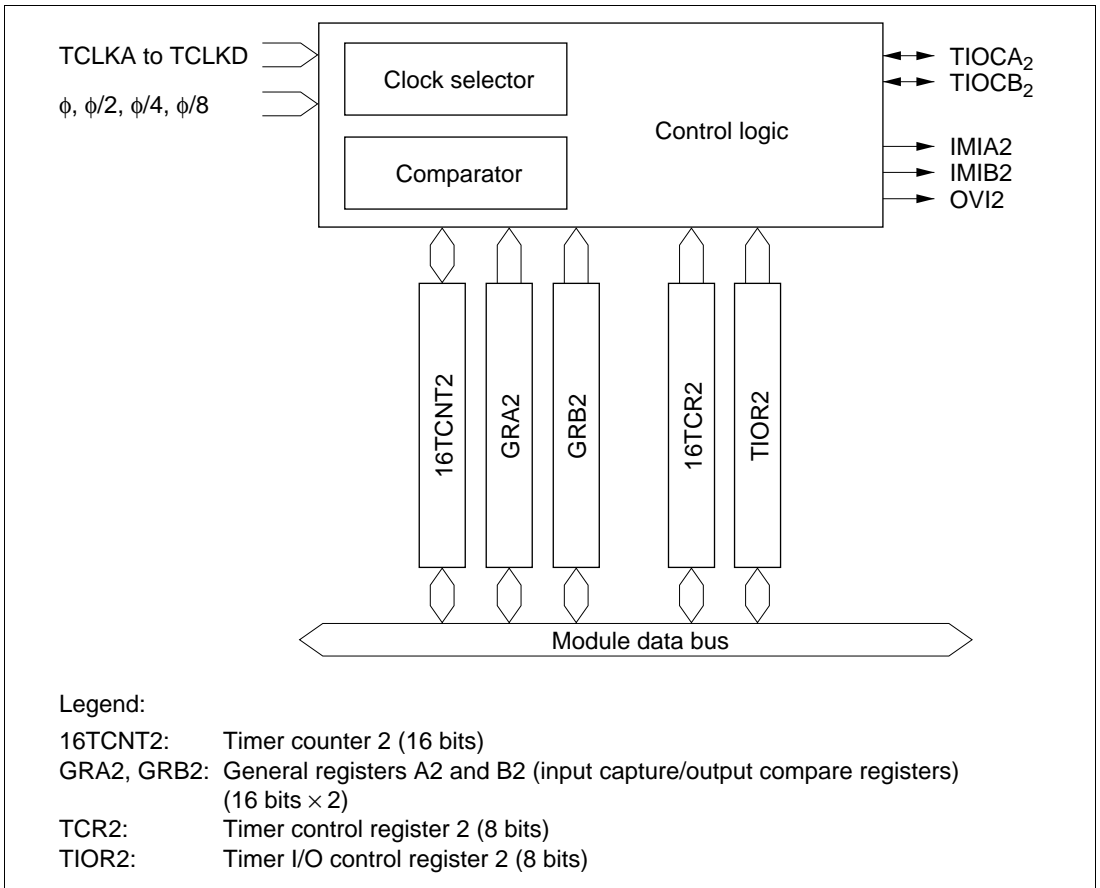 TCLKA to TCLKD
ϕ, ϕ/2, ϕ/4, ϕ/8
Clock selector
Comparator
Control logic
TIOCA₂
TIOCB₂
IMIA2
IMIB2
OVI2
16TCNT2
GRA2
GRB2
16TCR2
TIOR2
Module data bus
Legend:
16TCNT2: Timer counter 2 (16 bits)
GRA2, GRB2: General registers A2 and B2 (input capture/output compare registers)
(16 bits × 2)
TCR2: Timer control register 2 (8 bits)
TIOR2: Timer I/O control register 2 (8 bits)